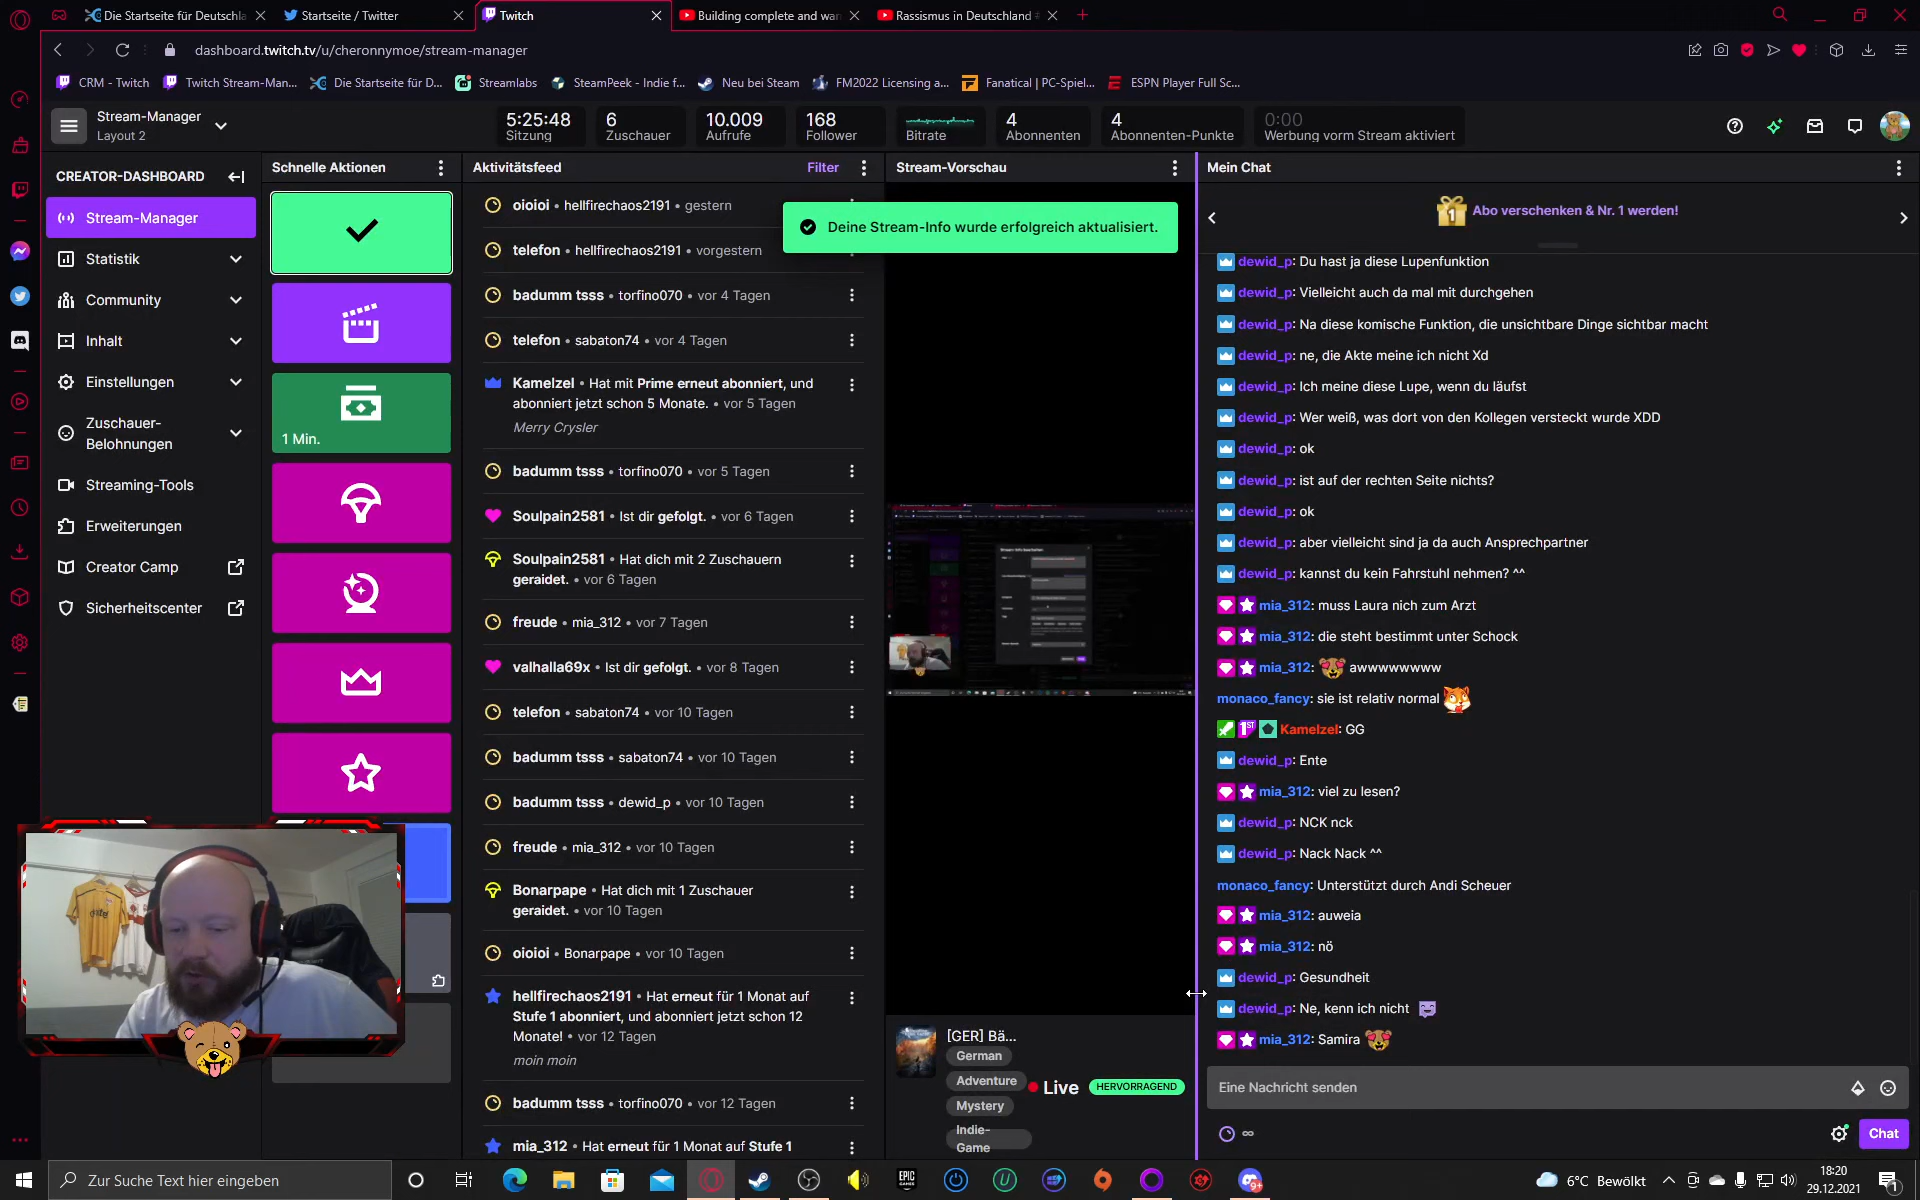 Die Startseite für Deutschla
Startseite / Twitter
Twitch
Building complete and wan
Rassismus in Deutschland
dashboard.twitch.tv/u/cheronnymoe/stream-manager
CRM - Twitch
Twitch Stream-Man...
Die Startseite für D...
Streamlabs
SteamPeek - Indie f...
Neu bei Steam
FM2022 Licensing a...
Fanatical | PC-Spiel...
ESPN Player Full Sc...
Stream-Manager
Layout 2
5:25:48
Sitzung
6
Zuschauer
10.009
Aufrufe
168
Follower
Bitrate
4
Abonnenten
4
Abonnenten-Punkte
0:00
Werbung vorm Stream aktiviert
CREATOR-DASHBOARD
Stream-Manager
Statistik
Community
Inhalt
Einstellungen
Zuschauer-
Belohnungen
Streaming-Tools
Erweiterungen
Creator Camp
Sicherheitscenter
Schnelle Aktionen
1 Min.
Aktivitätsfeed
Filter
oioioi • hellfirechaos2191 • gestern
telefon • hellfirechaos2191 • vorgestern
badumm tsss • torfino070 • vor 4 Tagen
telefon • sabaton74 • vor 4 Tagen
Kamelzel • Hat mit Prime erneut abonniert, und
abonniert jetzt schon 5 Monate. • vor 5 Tagen
Merry Crysler
badumm tsss • torfino070 • vor 5 Tagen
Soulpain2581 • Ist dir gefolgt. • vor 6 Tagen
Soulpain2581 • Hat dich mit 2 Zuschauern
geraidet. • vor 6 Tagen
freude • mia_312 • vor 7 Tagen
valhalla69x • Ist dir gefolgt. • vor 8 Tagen
telefon • sabaton74 • vor 10 Tagen
badumm tsss • sabaton74 • vor 10 Tagen
badumm tsss • dewid_p • vor 10 Tagen
freude • mia_312 • vor 10 Tagen
Bonarpape • Hat dich mit 1 Zuschauer
geraidet. • vor 10 Tagen
oioioi • Bonarpape • vor 10 Tagen
hellfirechaos2191 • Hat erneut für 1 Monat auf
Stufe 1 abonniert, und abonniert jetzt schon 12
Monate! • vor 12 Tagen
moin moin
badumm tsss • torfino070 • vor 12 Tagen
mia_312 • Hat erneut für 1 Monat auf Stufe 1
Stream-Vorschau
Deine Stream-Info wurde erfolgreich aktualisiert.
[GER] Bä...
German
Adventure
Mystery
Indie-
Game
Live
HERVORRAGEND
Mein Chat
1
Abo verschenken & Nr. 1 werden!
dewid_p: Du hast ja diese Lupenfunktion
dewid_p: Vielleicht auch da mal mit durchgehen
dewid_p: Na diese komische Funktion, die unsichtbare Dinge sichtbar macht
dewid_p: ne, die Akte meine ich nicht Xd
dewid_p: Ich meine diese Lupe, wenn du läufst
dewid_p: Wer weiß, was dort von den Kollegen versteckt wurde XDD
dewid_p: ok
dewid_p: ist auf der rechten Seite nichts?
dewid_p: ok
dewid_p: aber vielleicht sind ja da auch Ansprechpartner
dewid_p: kannst du kein Fahrstuhl nehmen? ^^
mia_312: muss Laura nich zum Arzt
mia_312: die steht bestimmt unter Schock
mia_312: awwwwwwww
monaco_fancy: sie ist relativ normal
1ST Kamelzel: GG
dewid_p: Ente
mia_312: viel zu lesen?
dewid_p: NCK nck
dewid_p: Nack Nack ^^
monaco_fancy: Unterstützt durch Andi Scheuer
mia_312: auweia
mia_312: nö
dewid_p: Gesundheit
dewid_p: Ne, kenn ich nicht
mia_312: Samira
Eine Nachricht senden
∞
Chat
Zur Suche Text hier eingeben
EPIC
GAMES
9+
6°C Bewölkt
18:20
29.12.2021
1